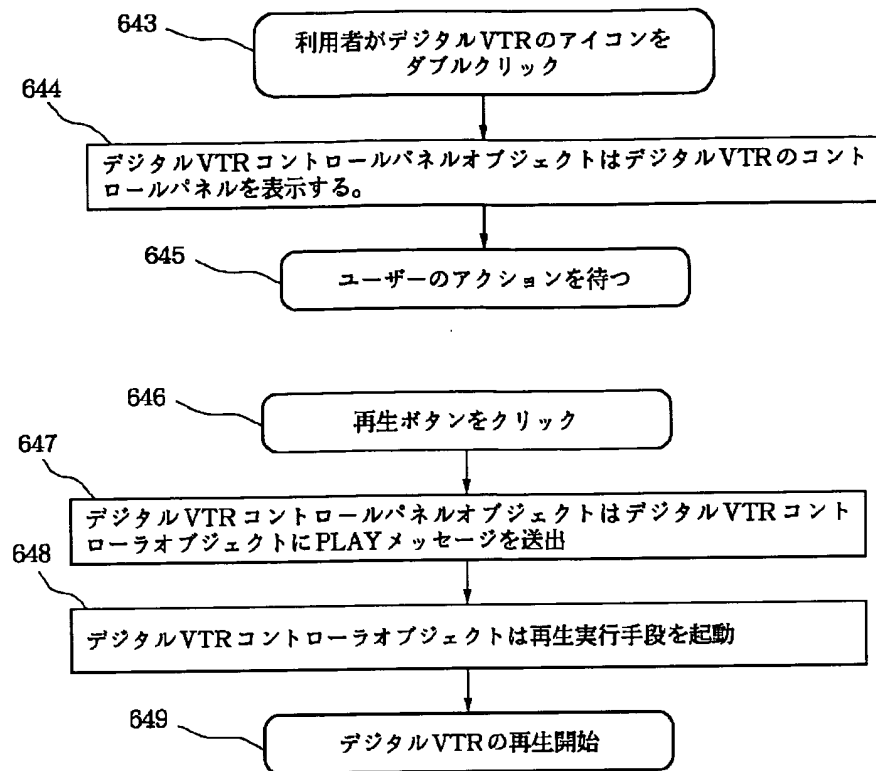 643
利用者がデジタルVTRのアイコンを
ダブルクリック
644
デジタルVTRコントロールパネルオブジェクトはデジタルVTRのコント
ロールパネルを表示する。
645
ユーザーのアクションを待つ
646
再生ボタンをクリック
647
デジタルVTRコントロールパネルオブジェクトはデジタルVTRコント
ローラオブジェクトにPLAYメッセージを送出
648
デジタルVTRコントローラオブジェクトは再生実行手段を起動
649
デジタルVTRの再生開始